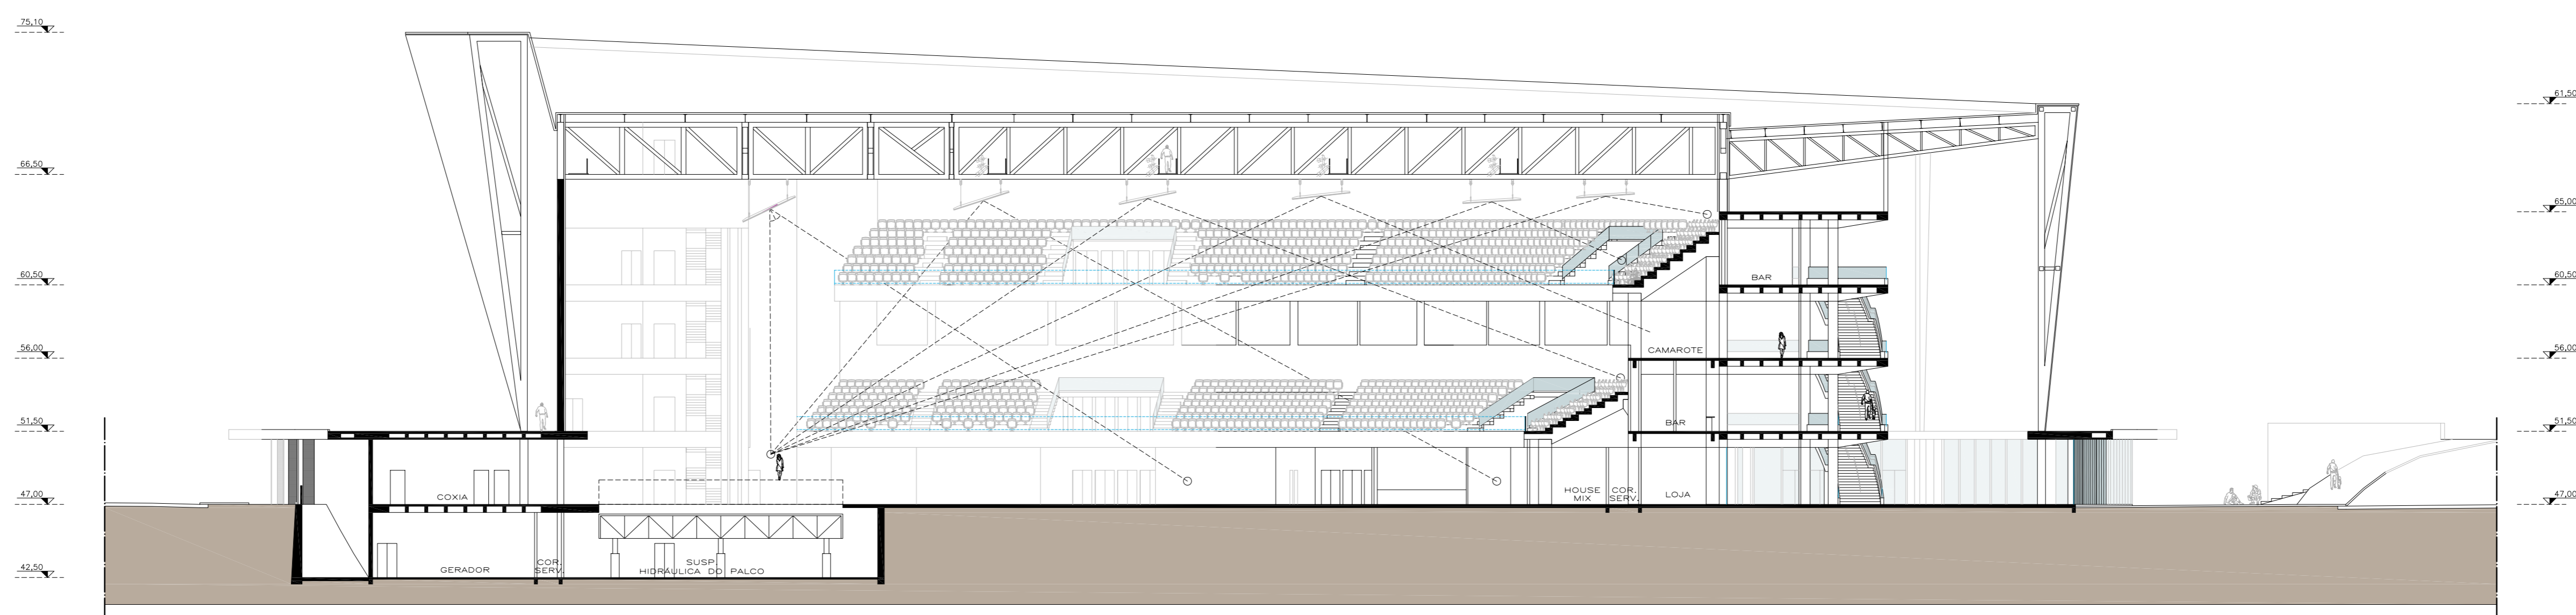 75,10
61,50
66,50
65,00
60,50
BAR
60,50
56,00
CAMAROTE
56,00
51,50
BAR
51,50
47,00
COXIA
HOUSE MIX
COR. SERV.
LOJA
47,00
42,50
GERADOR
COR. SERV.
SUSP.
HIDRÁULICA DO PALCO